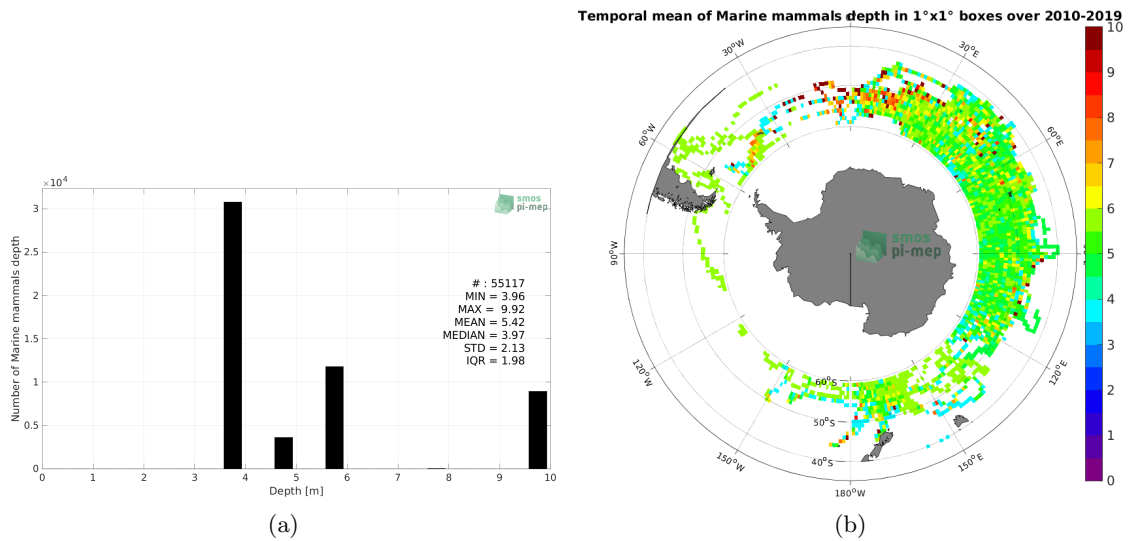 ×10⁴
3
2.5
2
1.5
1
0.5
0
Number of Marine mammals depth
smos
pi-mep
# : 55117
MIN = 3.96
MAX = 9.92
MEAN = 5.42
MEDIAN = 3.97
STD = 2.13
IQR = 1.98
0 1 2 3 4 5 6 7 8 9 10
Depth [m]
(a)
Temporal mean of Marine mammals depth in 1°x1° boxes over 2010-2019
30°W
30°E
60°W
60°E
90°W
120°W
120°E
150°W
150°E
180°W
60°S
50°S
40°S
smos
pi-mep
10
9
8
7
6
5
4
3
2
1
0
(b)